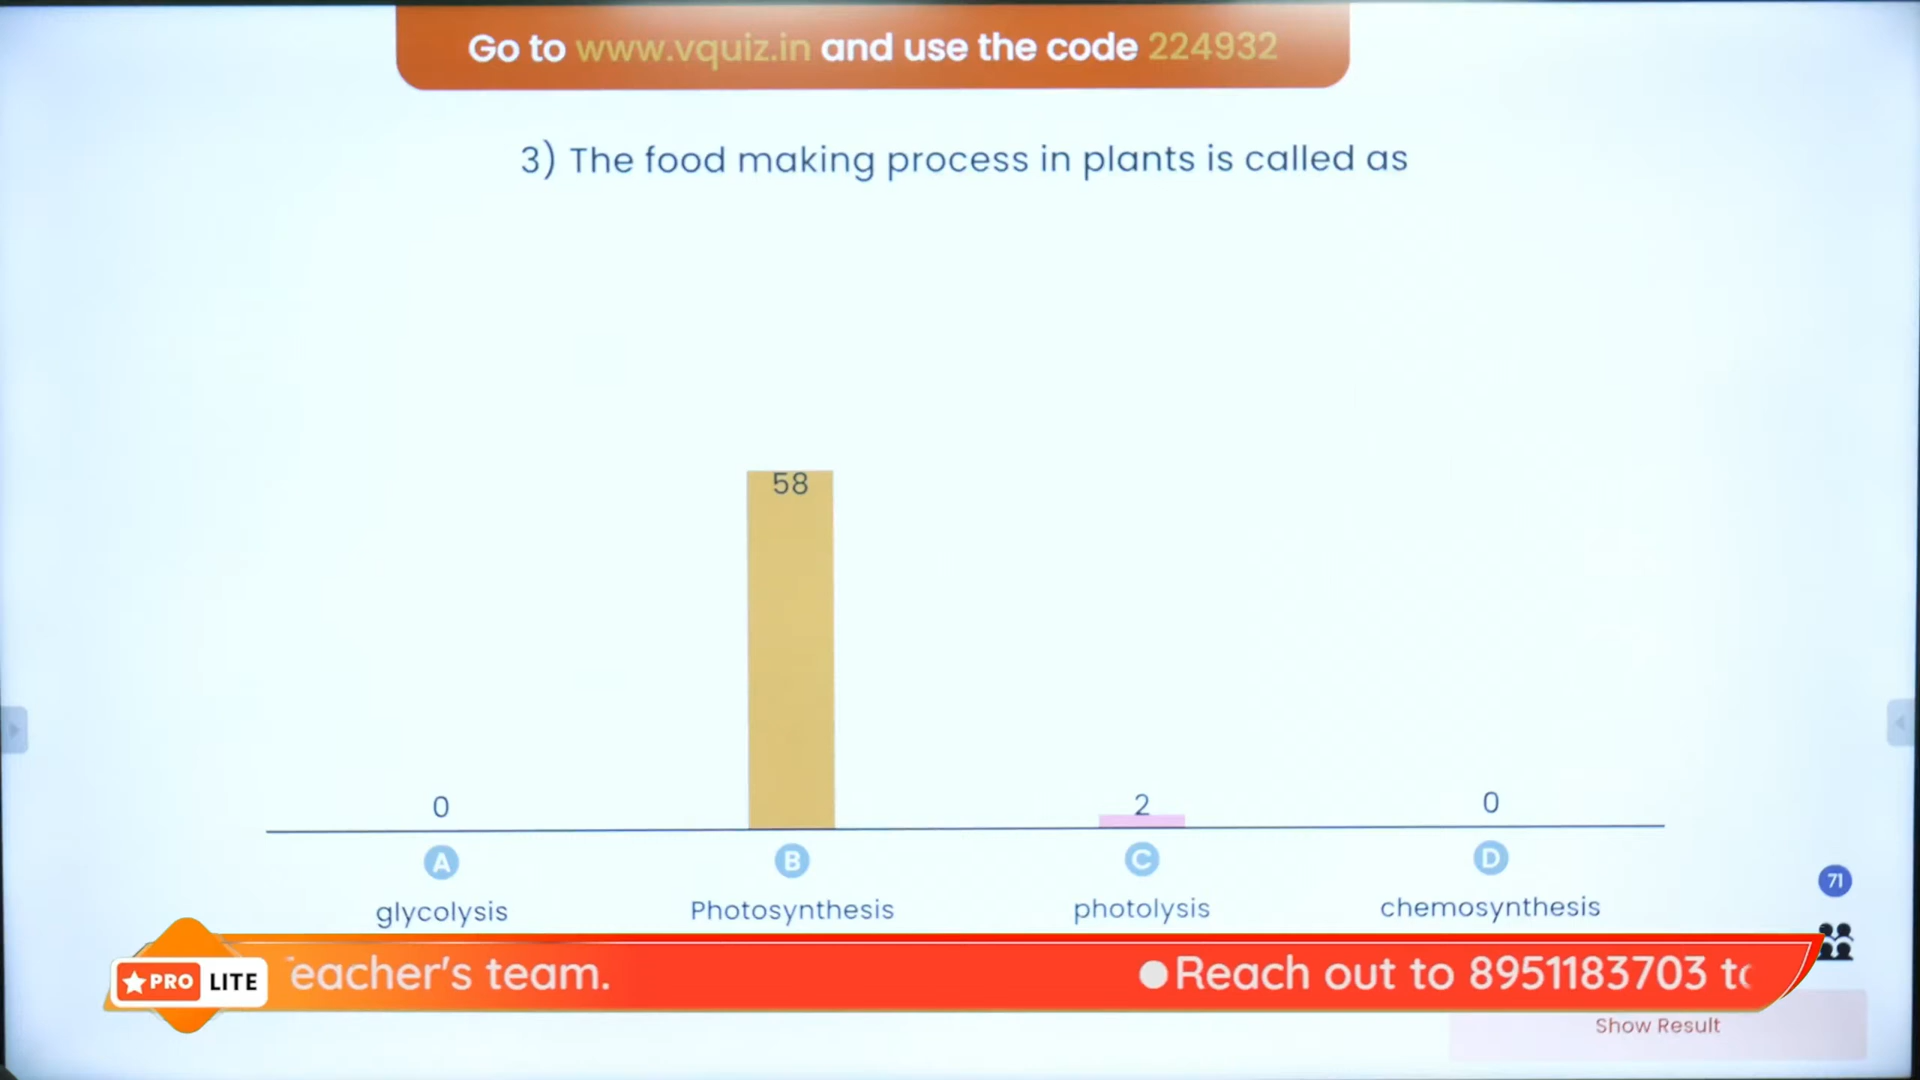 Go to www.vquiz.in and use the code 224932
3) The food making process in plants is called as
58
0
2
0
A
B
C
D
glycolysis
Photosynthesis
photolysis
chemosynthesis
71
PRO LITE
eacher's team.
Reach out to 8951183703
Show Result